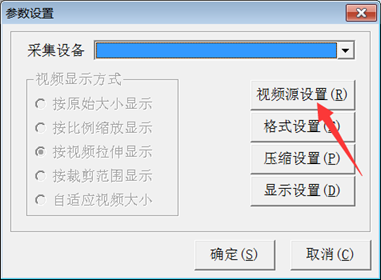 参数设置
采集设备
视频显示方式
按原始大小显示
按比例缩放显示
按视频拉伸显示
按裁剪范围显示
自适应视频大小
视频源设置(R)
格式设置(
压缩设置(P)
显示设置(D)
确定(S)
取消(C)